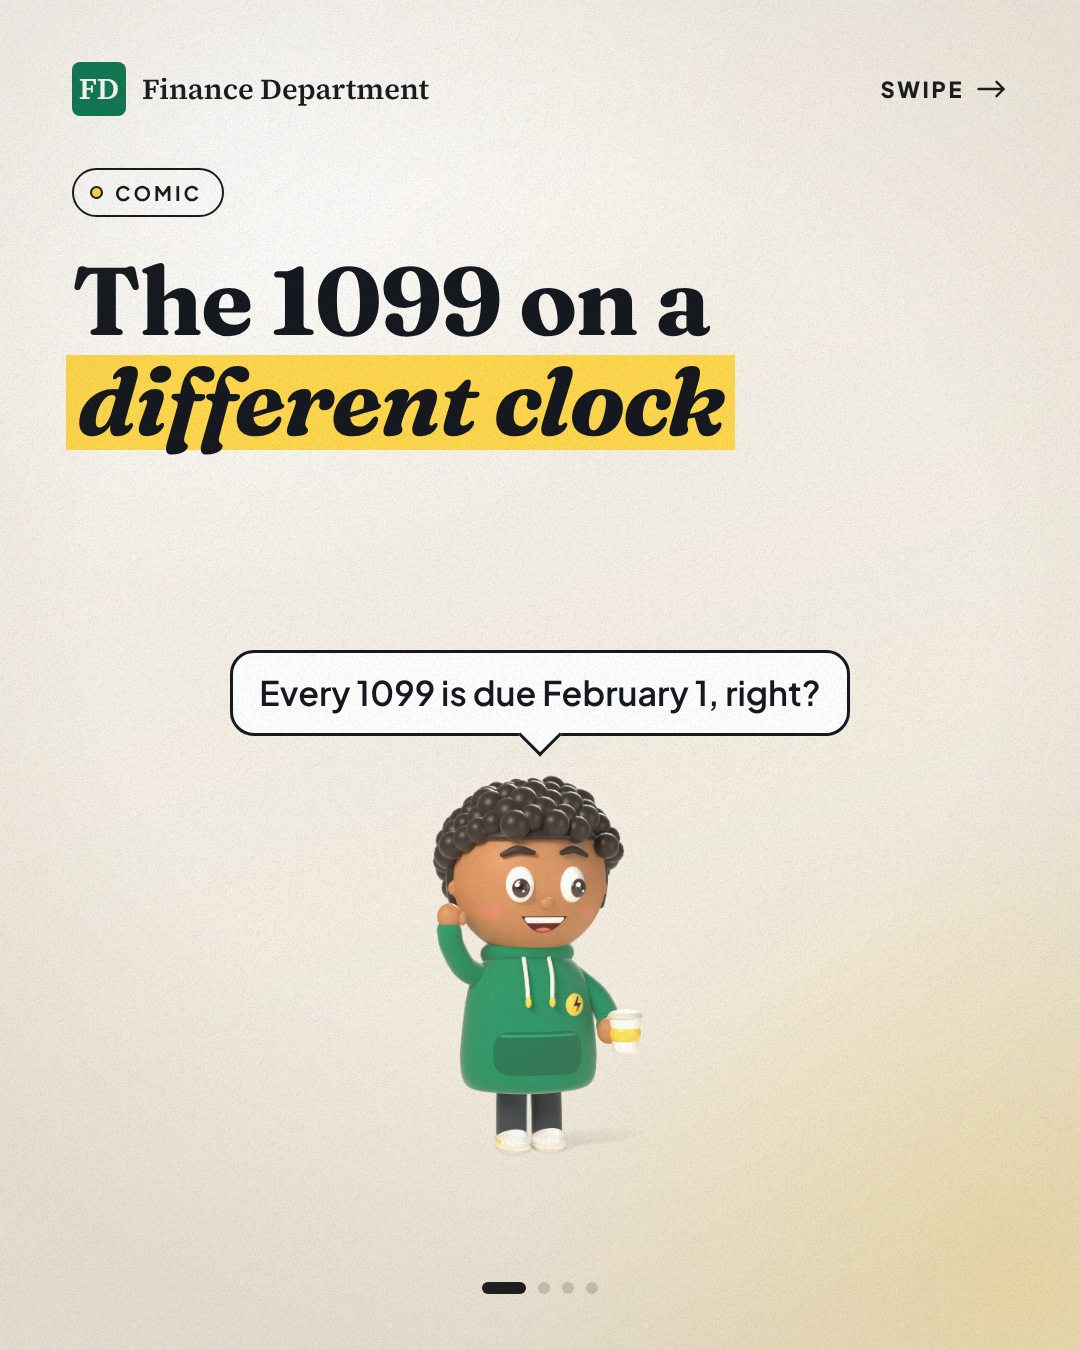 FD Finance Department
SWIPE →
COMIC
The 1099 on a
different clock
Every 1099 is due February 1, right?